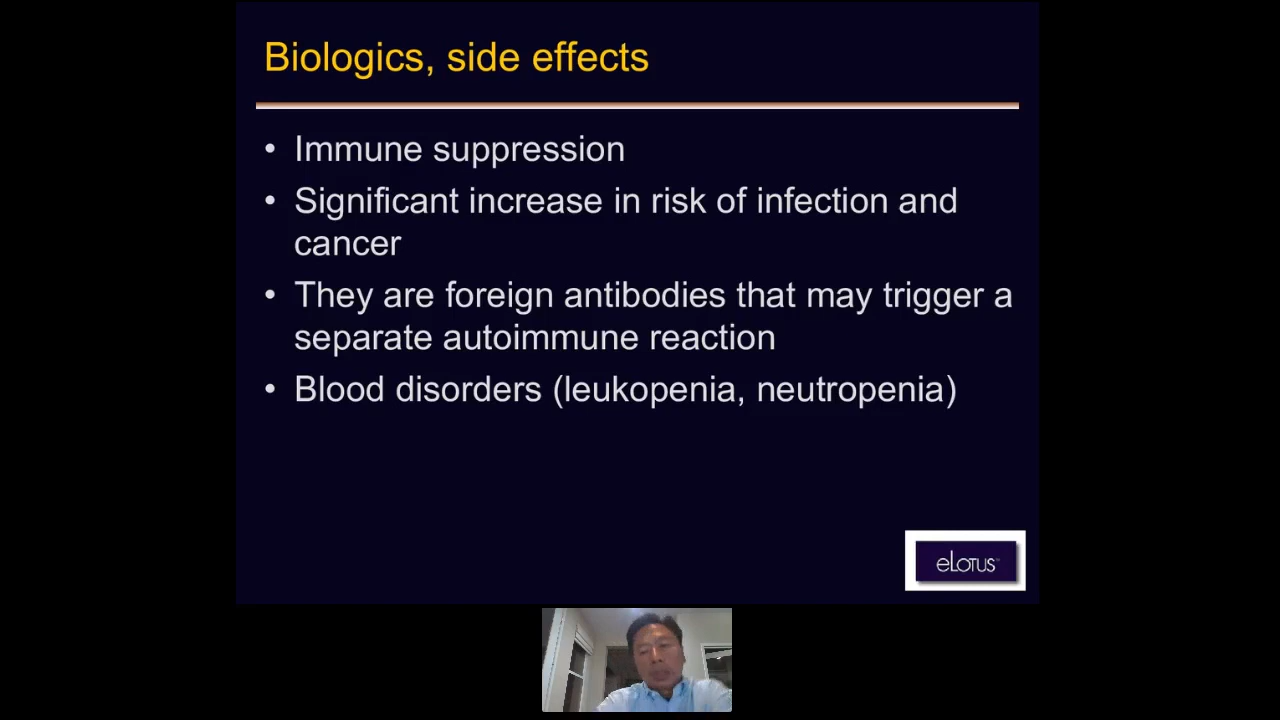 Biologics, side effects
• Immune suppression
• Significant increase in risk of infection and
cancer
• They are foreign antibodies that may trigger a
separate autoimmune reaction
• Blood disorders (leukopenia, neutropenia)
eLOTUS